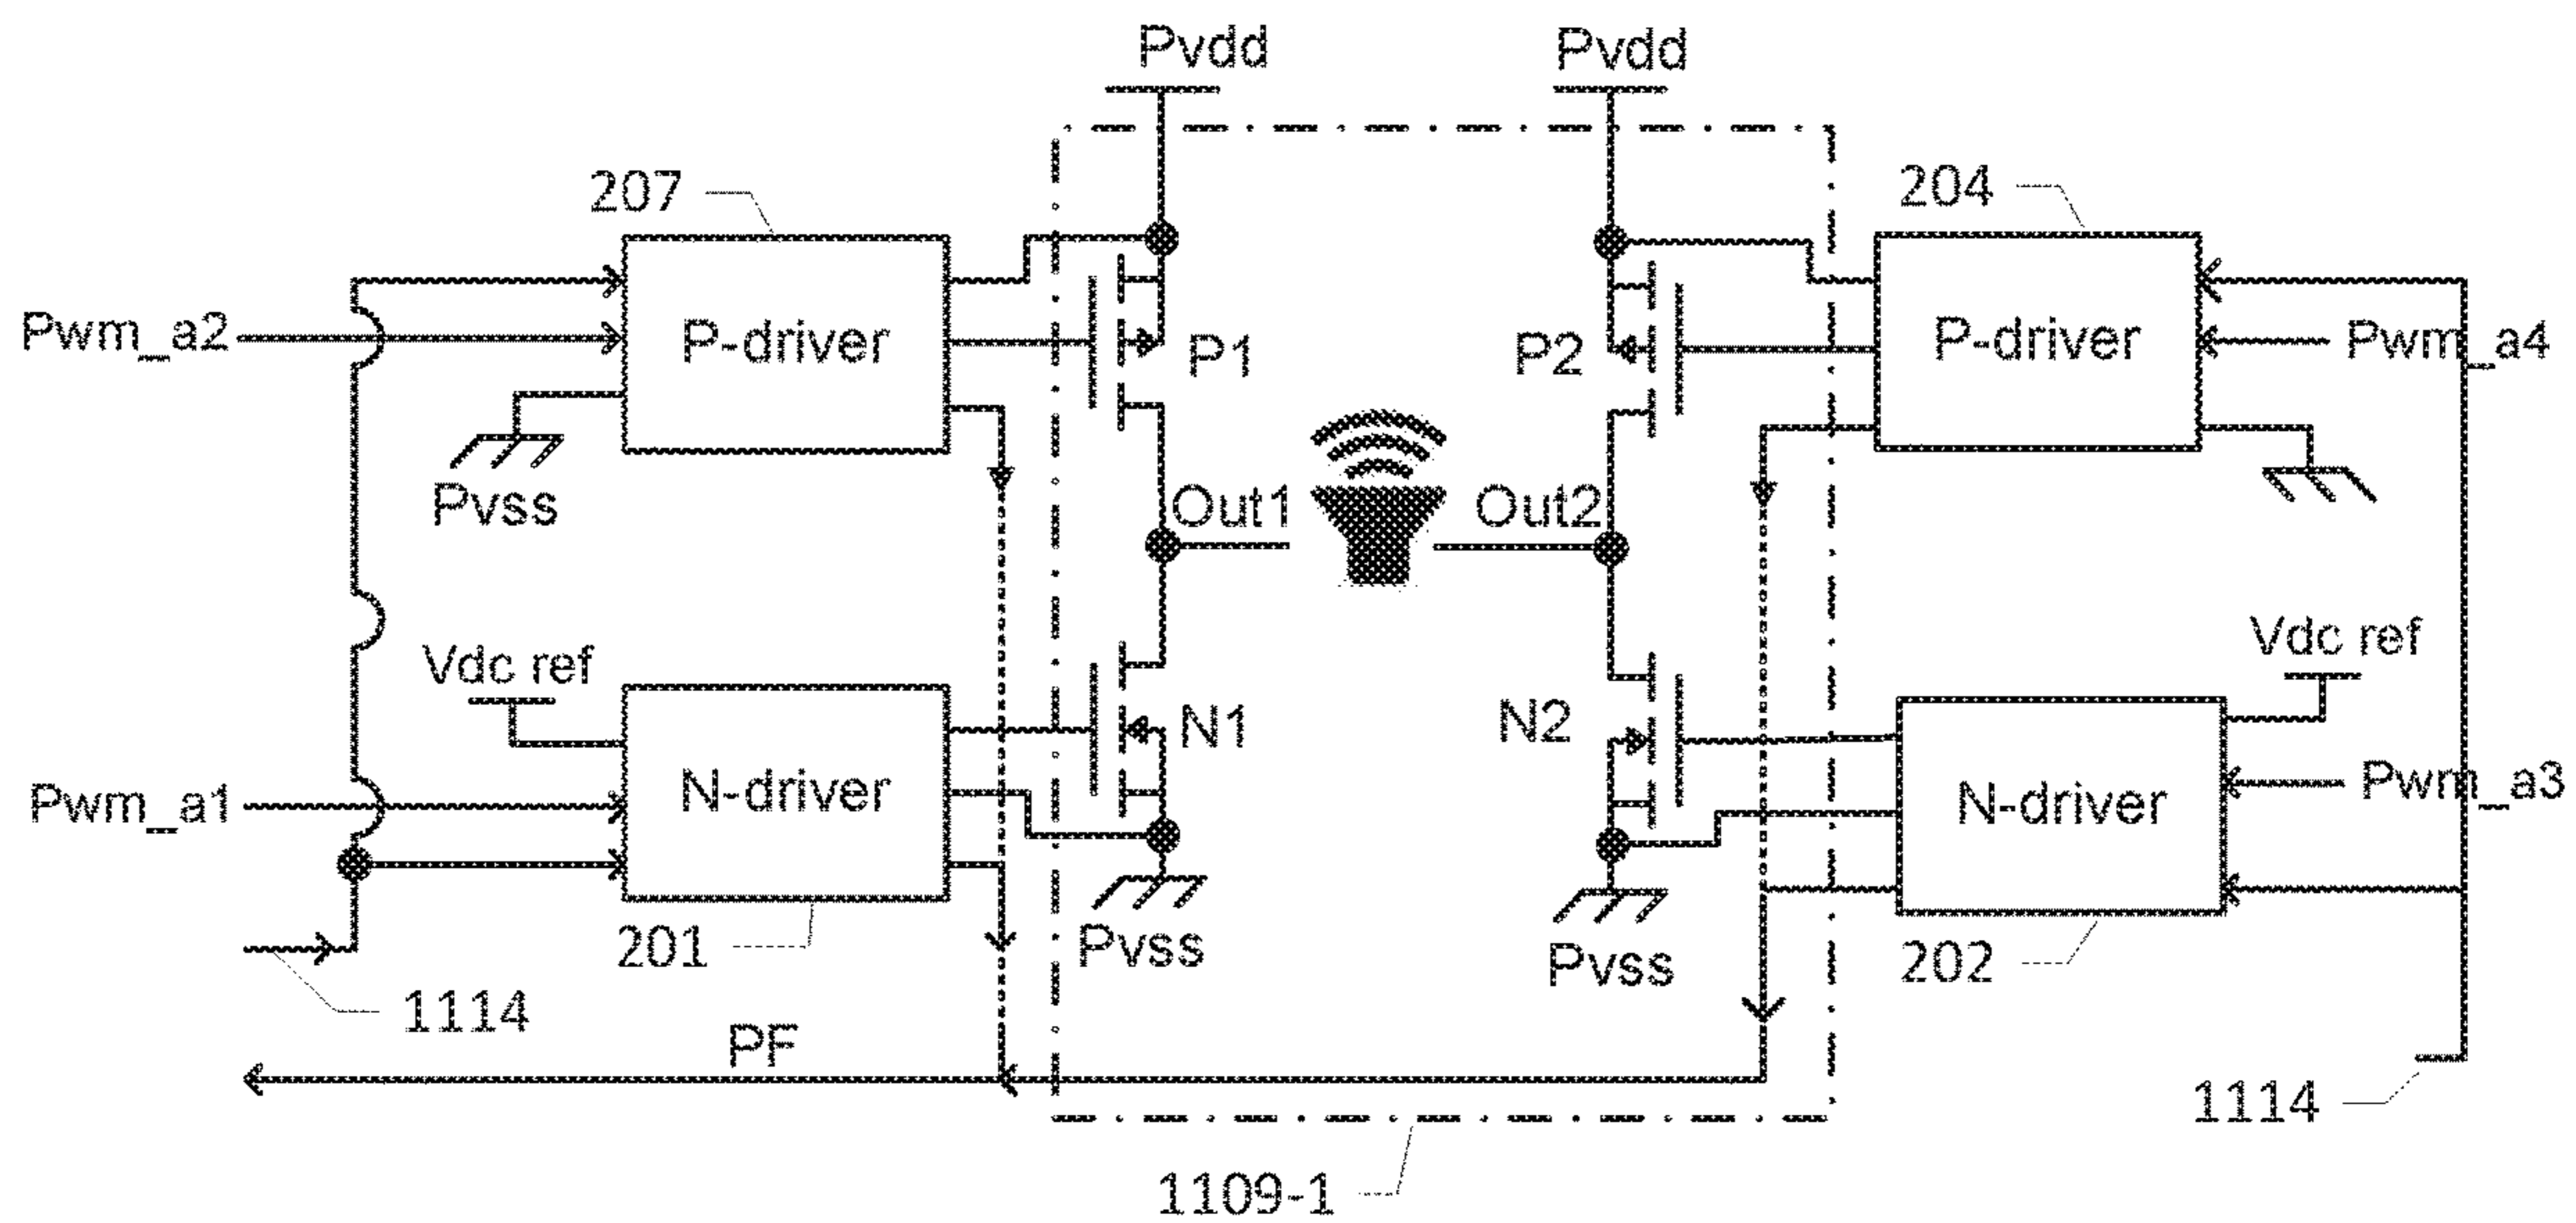 Pvdd
Pvdd
207
204
Pwm_a2
P-driver
P1
P2
P-driver
Pwm_a4
Pvss
Out1
Out2
Vdc ref
Vdc ref
Pwm_a1
N-driver
N1
N2
N-driver
Pwm_a3
201
Pvss
Pvss
202
1114
PF
1114
1109-1